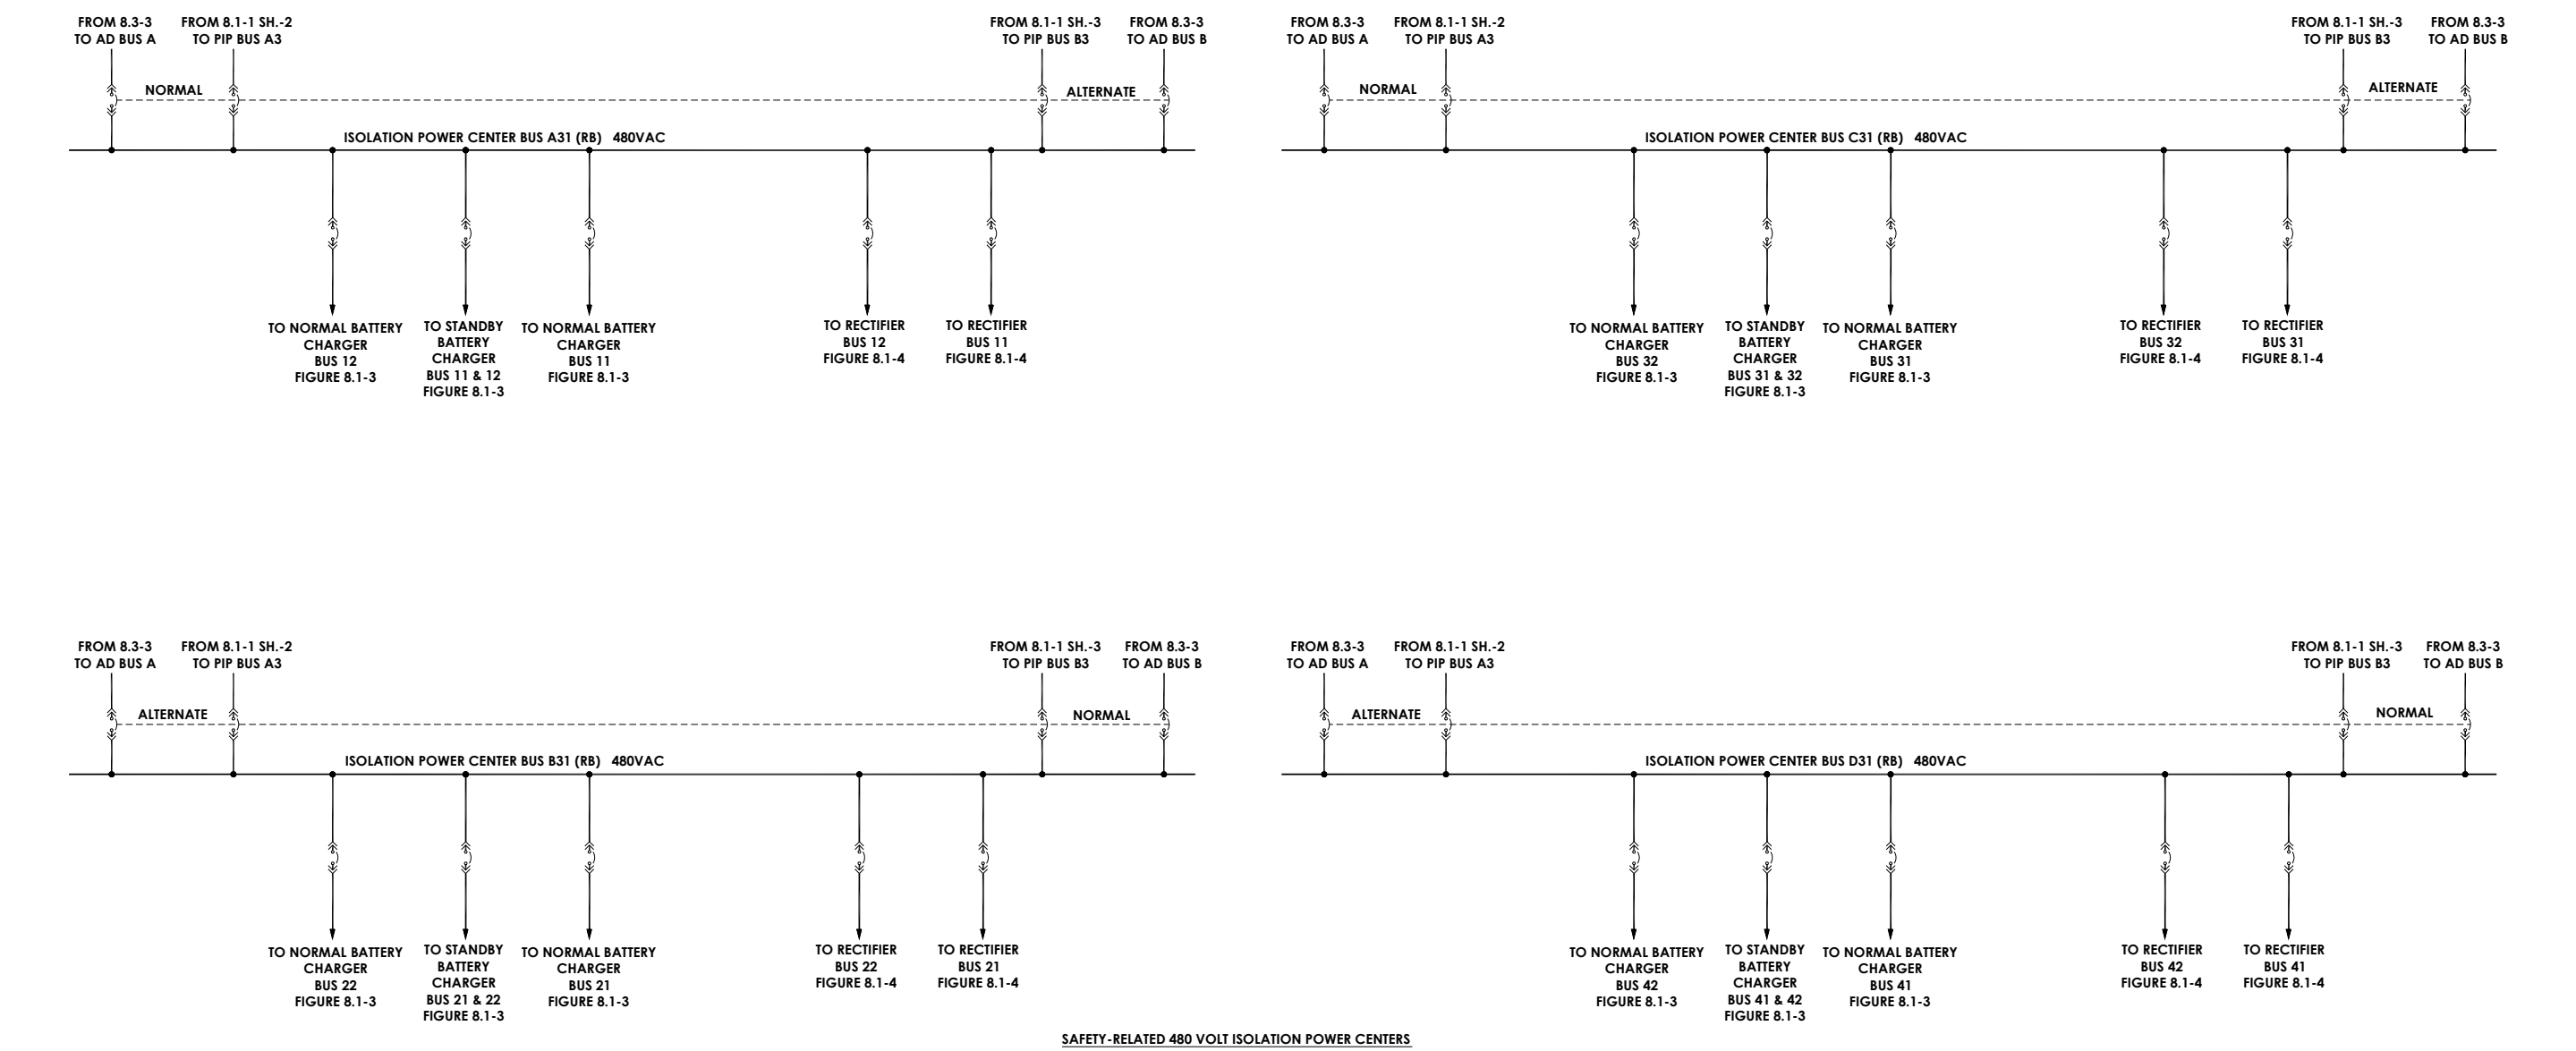 FROM 8.3-3
TO AD BUS A
FROM 8.1-1 SH.-2
TO PIP BUS A3
FROM 8.1-1 SH.-3
TO PIP BUS B3
FROM 8.3-3
TO AD BUS B
NORMAL
ALTERNATE
ISOLATION POWER CENTER BUS A31 (RB) 480VAC
TO NORMAL BATTERY
CHARGER
BUS 12
FIGURE 8.1-3
TO STANDBY
BATTERY
CHARGER
BUS 11 & 12
FIGURE 8.1-3
TO NORMAL BATTERY
CHARGER
BUS 11
FIGURE 8.1-3
TO RECTIFIER
BUS 12
FIGURE 8.1-4
TO RECTIFIER
BUS 11
FIGURE 8.1-4
FROM 8.3-3
TO AD BUS A
FROM 8.1-1 SH.-2
TO PIP BUS A3
FROM 8.1-1 SH.-3
TO PIP BUS B3
FROM 8.3-3
TO AD BUS B
NORMAL
ALTERNATE
ISOLATION POWER CENTER BUS C31 (RB) 480VAC
TO NORMAL BATTERY
CHARGER
BUS 32
FIGURE 8.1-3
TO STANDBY
BATTERY
CHARGER
BUS 31 & 32
FIGURE 8.1-3
TO NORMAL BATTERY
CHARGER
BUS 31
FIGURE 8.1-3
TO RECTIFIER
BUS 32
FIGURE 8.1-4
TO RECTIFIER
BUS 31
FIGURE 8.1-4
FROM 8.3-3
TO AD BUS A
FROM 8.1-1 SH.-2
TO PIP BUS A3
FROM 8.1-1 SH.-3
TO PIP BUS B3
FROM 8.3-3
TO AD BUS B
ALTERNATE
NORMAL
ISOLATION POWER CENTER BUS B31 (RB) 480VAC
TO NORMAL BATTERY
CHARGER
BUS 22
FIGURE 8.1-3
TO STANDBY
BATTERY
CHARGER
BUS 21 & 22
FIGURE 8.1-3
TO NORMAL BATTERY
CHARGER
BUS 21
FIGURE 8.1-3
TO RECTIFIER
BUS 22
FIGURE 8.1-4
TO RECTIFIER
BUS 21
FIGURE 8.1-4
FROM 8.3-3
TO AD BUS A
FROM 8.1-1 SH.-2
TO PIP BUS A3
FROM 8.1-1 SH.-3
TO PIP BUS B3
FROM 8.3-3
TO AD BUS B
ALTERNATE
NORMAL
ISOLATION POWER CENTER BUS D31 (RB) 480VAC
TO NORMAL BATTERY
CHARGER
BUS 42
FIGURE 8.1-3
TO STANDBY
BATTERY
CHARGER
BUS 41 & 42
FIGURE 8.1-3
TO NORMAL BATTERY
CHARGER
BUS 41
FIGURE 8.1-3
TO RECTIFIER
BUS 42
FIGURE 8.1-4
TO RECTIFIER
BUS 41
FIGURE 8.1-4
SAFETY-RELATED 480 VOLT ISOLATION POWER CENTERS